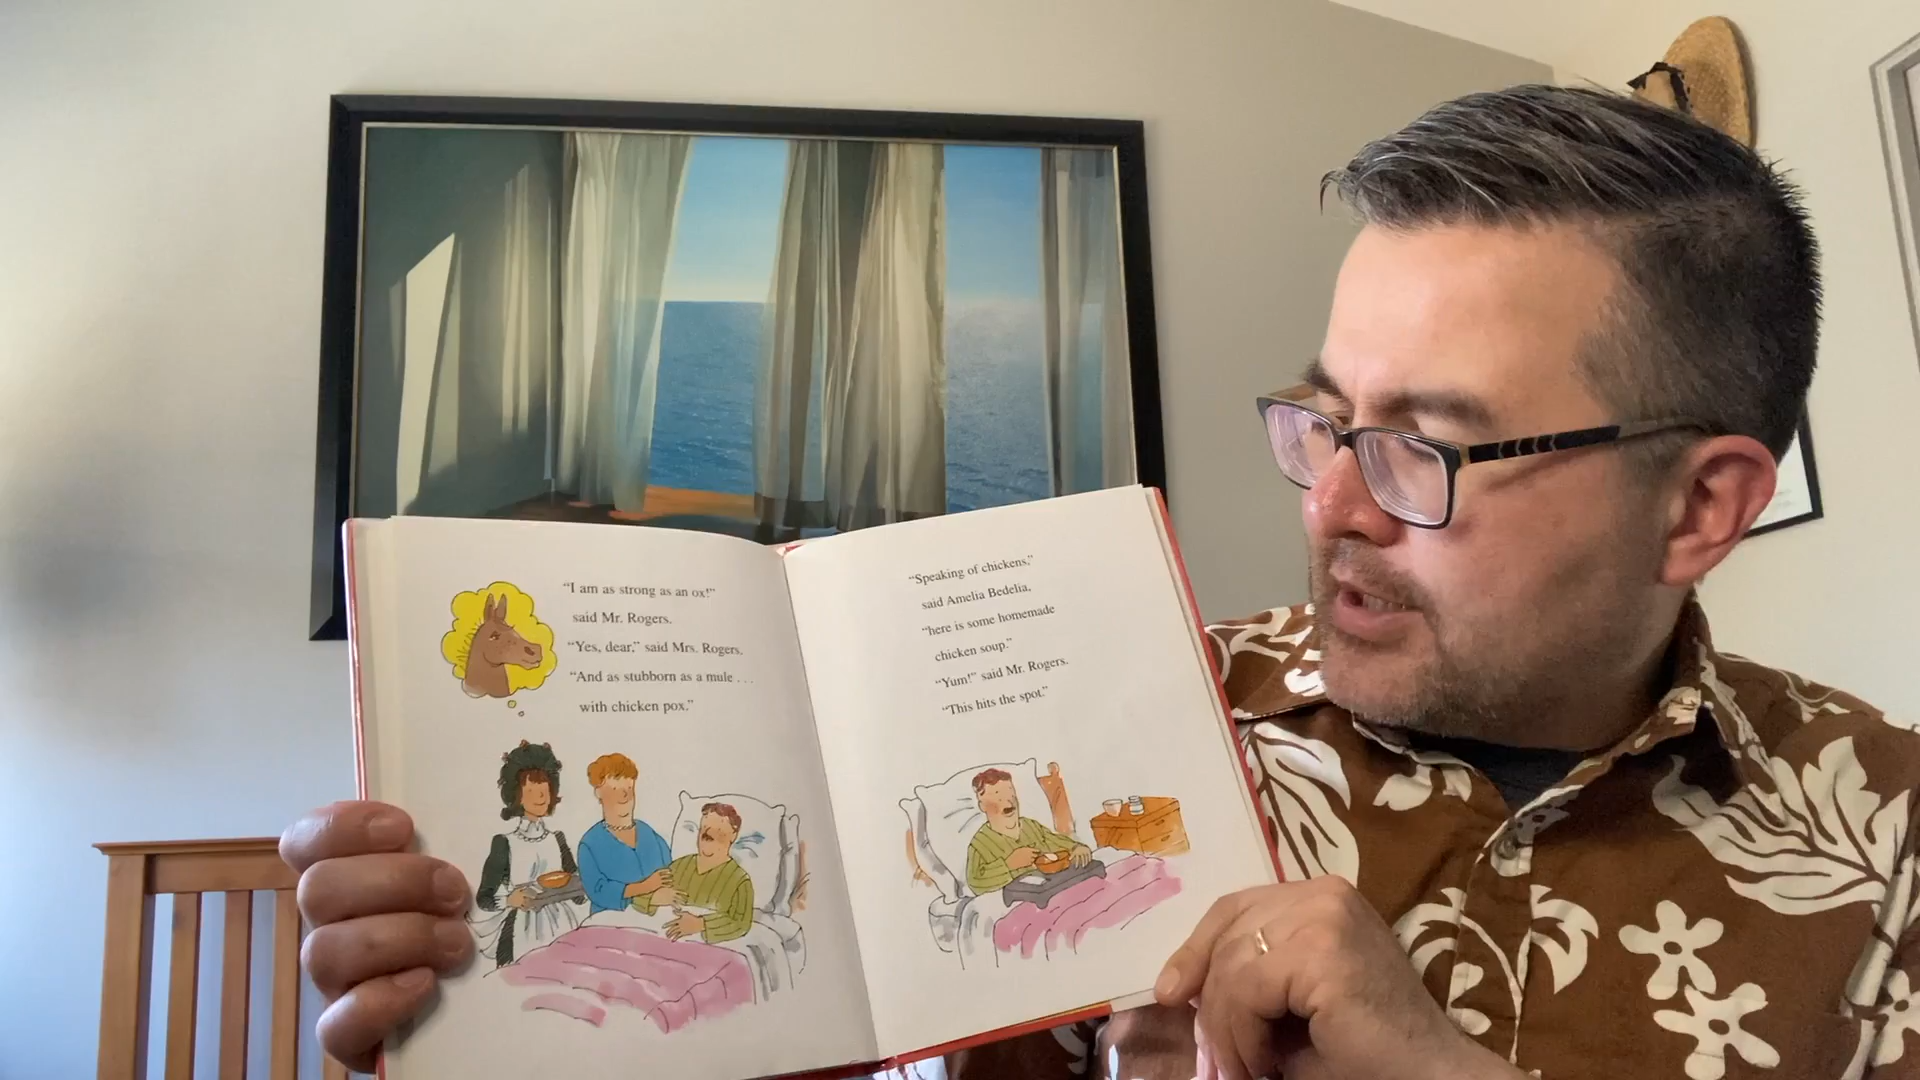 “I am as strong as an ox!”
said Mr. Rogers.
“Yes, dear,” said Mrs. Rogers.
“And as stubborn as a mule . . .
with chicken pox.”
“Speaking of chickens,”
said Amelia Bedelia,
“here is some homemade
chicken soup.”
“Yum!” said Mr. Rogers.
“This hits the spot.”